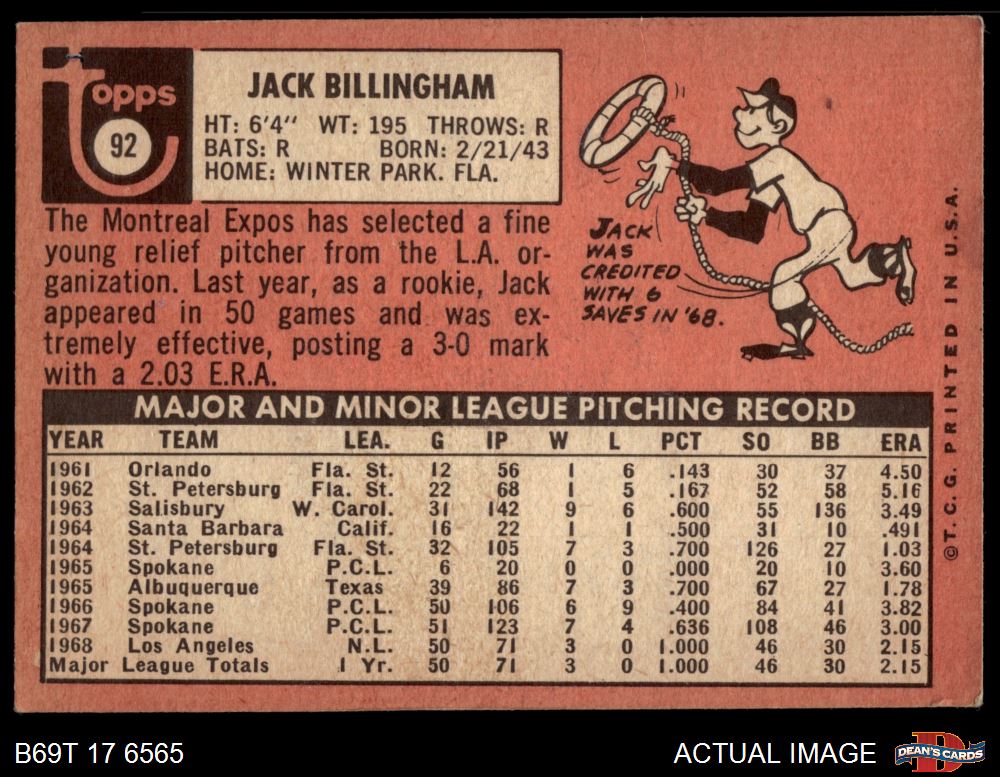 Topps
92
JACK BILLINGHAM
HT: 6'4" WT: 195 THROWS: R
BATS: R BORN: 2/21/43
HOME: WINTER PARK. FLA.
The Montreal Expos has selected a fine
young relief pitcher from the L.A. or-
ganization. Last year, as a rookie, Jack
appeared in 50 games and was ex-
tremely effective, posting a 3-0 mark
with a 2.03 E.R.A.
JACK
WAS
CREDITED
WITH 6
SAVES IN '68.
MAJOR AND MINOR LEAGUE PITCHING RECORD
YEAR TEAM LEA. G IP W L PCT SO BB ERA
1961 Orlando Fla. St. 12 56 1 6 .143 30 37 4.50
1962 St. Petersburg Fla. St. 22 68 1 5 .167 52 58 5.16
1963 Salisbury W. Carol. 31 142 9 6 .600 55 136 3.49
1964 Santa Barbara Calif. 16 22 1 1 .500 31 10 .491
1964 St. Petersburg Fla. St. 32 105 7 3 .700 126 27 1.03
1965 Spokane P.C.L. 6 20 0 0 .000 20 10 3.60
1965 Albuquerque Texas 39 86 7 3 .700 67 27 1.78
1966 Spokane P.C.L. 50 106 6 9 .400 84 41 3.82
1967 Spokane P.C.L. 51 123 7 4 .636 108 46 3.00
1968 Los Angeles N.L. 50 71 3 0 1.000 46 30 2.15
Major League Totals 1 Yr. 50 71 3 0 1.000 46 30 2.15
©T.C.G. PRINTED IN U.S.A.
B69T 17 6565
ACTUAL IMAGE
D
DEAN'S CARDS